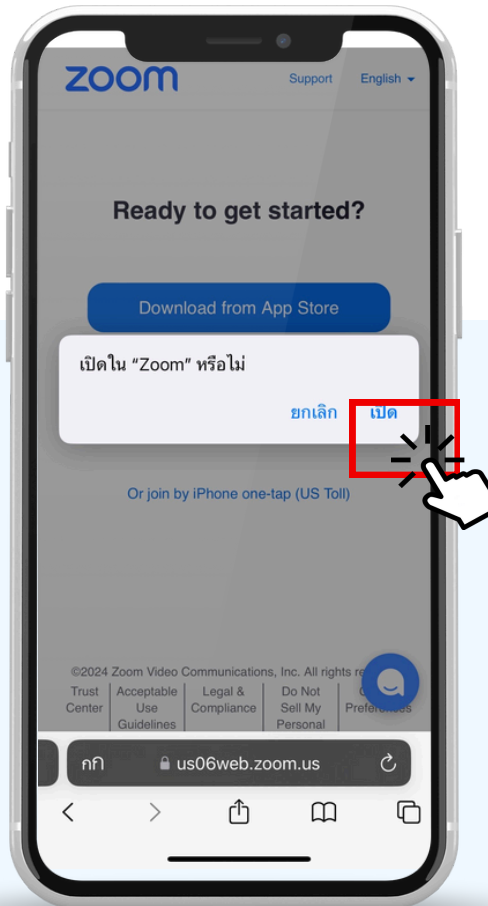 zoom
Support English
Ready to get started?
Download from App Store
เปิดใน “Zoom” หรือไม่
ยกเลิก เปิด
Or join by iPhone one-tap (US Toll)
©2024 Zoom Video Communications, Inc. All rights
Trust Center
Acceptable Use Guidelines
Legal & Compliance
Do Not Sell My Personal
กก us06web.zoom.us